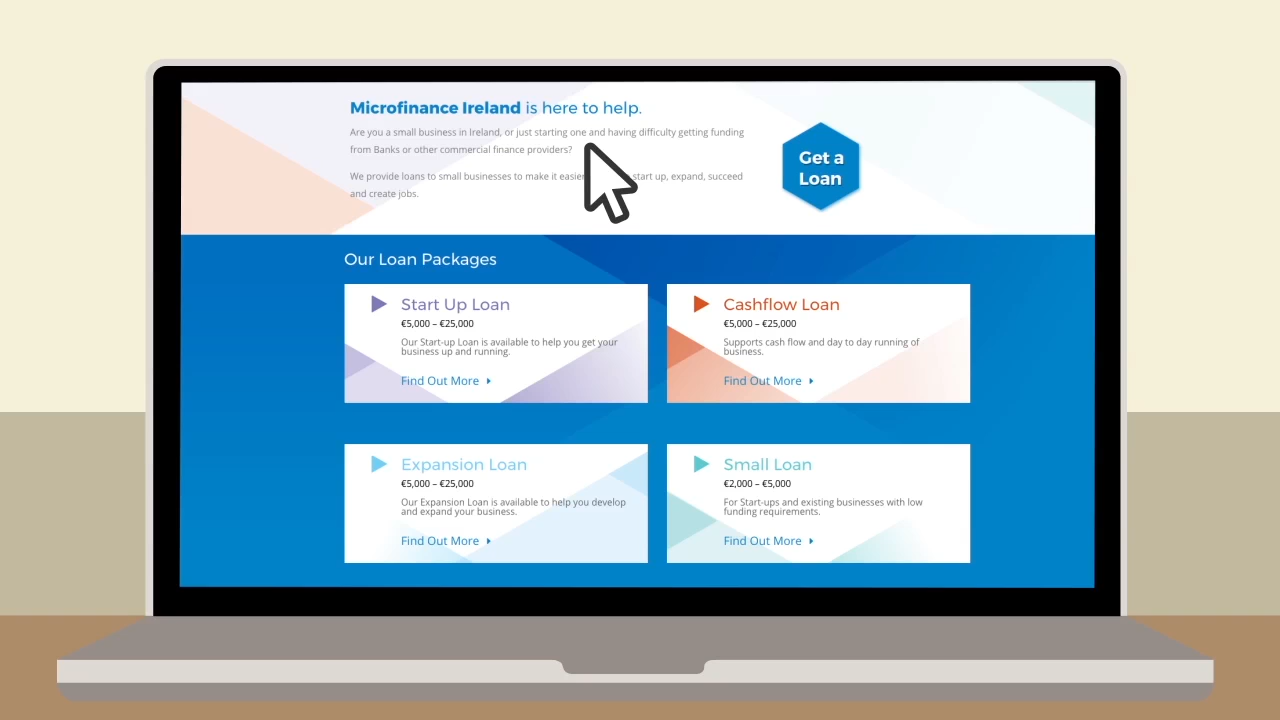 Microfinance Ireland is here to help.
Are you a small business in Ireland, or just starting one and having difficulty getting funding
from Banks or other commercial finance providers?
We provide loans to small businesses to make it easier start up, expand, succeed
and create jobs.
Get a
Loan
Our Loan Packages
Start Up Loan
€5,000 – €25,000
Our Start-up Loan is available to help you get your
business up and running.
Find Out More
Cashflow Loan
€5,000 – €25,000
Supports cash flow and day to day running of
business.
Find Out More
Expansion Loan
€5,000 – €25,000
Our Expansion Loan is available to help you develop
and expand your business.
Find Out More
Small Loan
€2,000 – €5,000
For Start-ups and existing businesses with low
funding requirements.
Find Out More